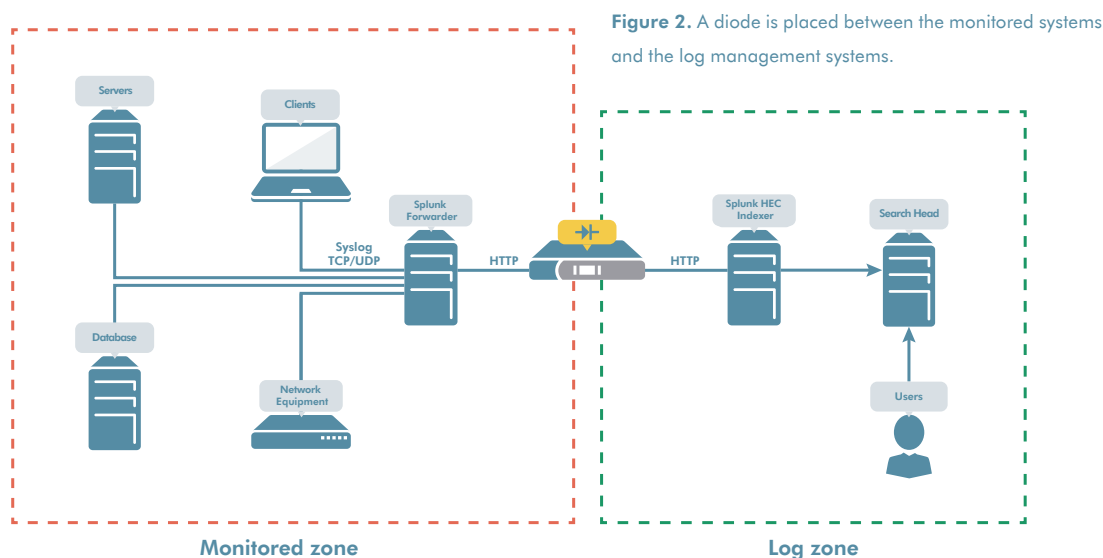 Figure 2. A diode is placed between the monitored systems
and the log management systems.
Servers
Clients
Splunk
Forwarder
Splunk HEC
Indexer
Search Head
Syslog
TCP/UDP
HTTP
HTTP
Database
Network
Equipment
Users
Monitored zone
Log zone